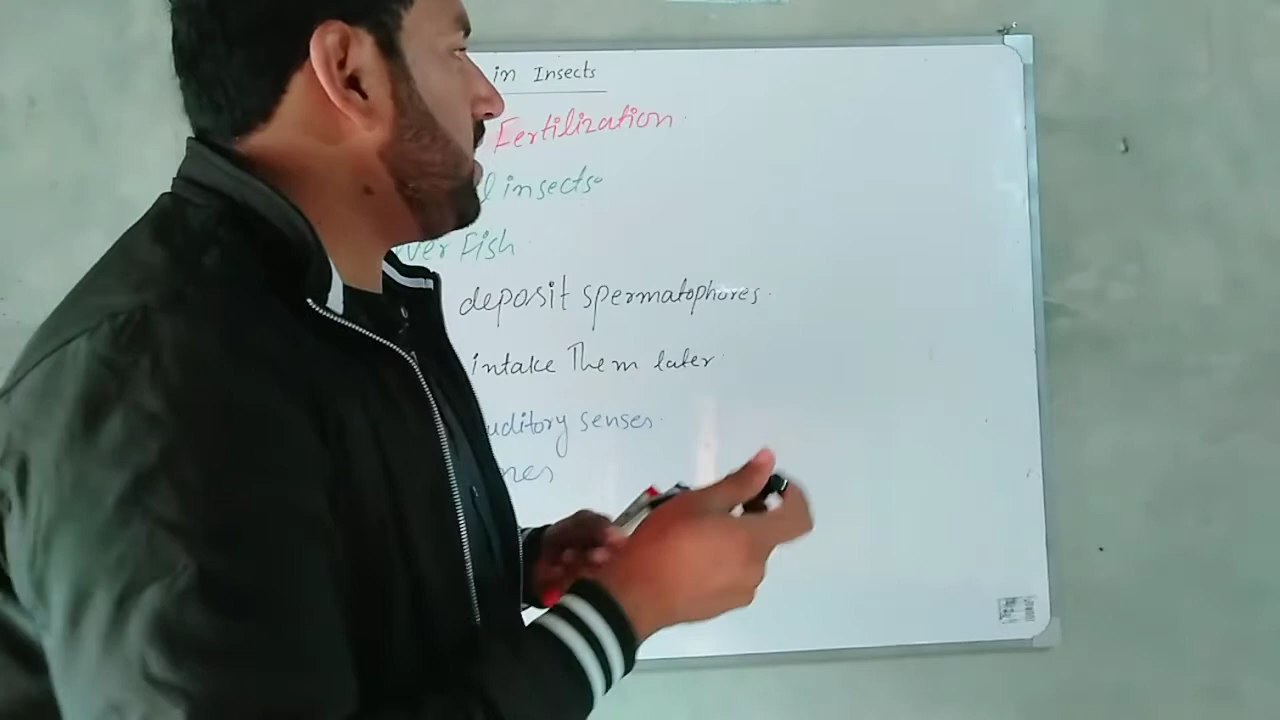 in Insects
Fertilization
insects
ver Fish
deposit spermatophores.
intake Them later
uditory senses.
nes